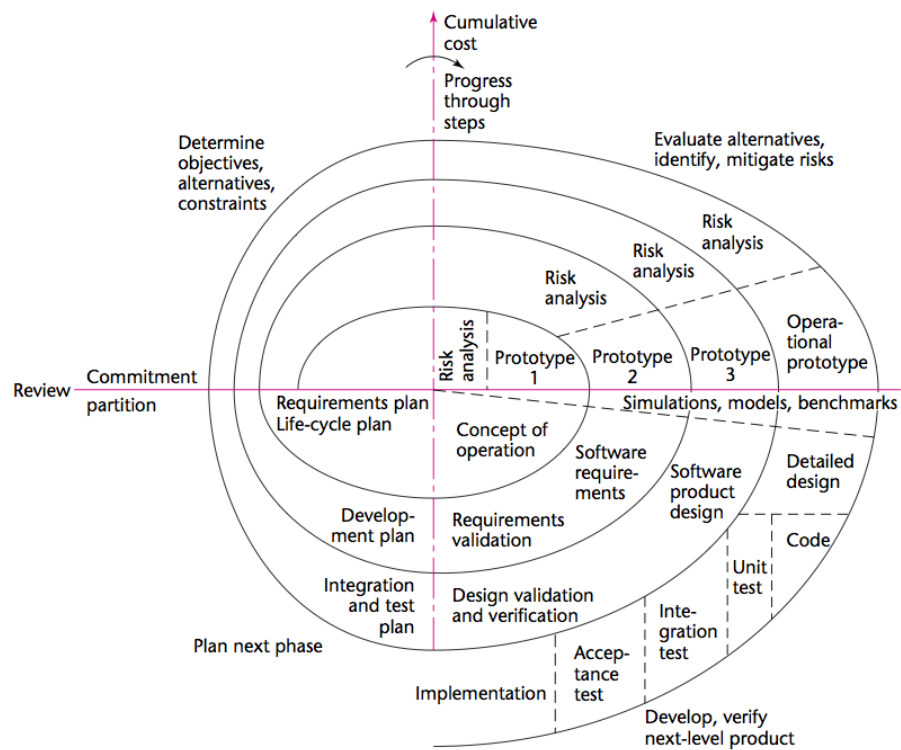 Cumulative
cost
Progress
through
steps
Determine
objectives,
alternatives,
constraints
Evaluate alternatives,
identify, mitigate risks
Risk
analysis
Risk
analysis
Risk
analysis
Risk
analysis
Prototype
1
Prototype
2
Prototype
3
Opera-
tional
prototype
Review
Commitment
partition
Requirements plan
Life-cycle plan
Simulations, models, benchmarks
Concept of
operation
Software
require-
ments
Software
product
design
Detailed
design
Develop-
ment plan
Requirements
validation
Code
Unit
test
Integration
and test
plan
Design validation
and verification
Inte-
gration
test
Plan next phase
Accep-
tance
test
Implementation
Develop, verify
next-level product